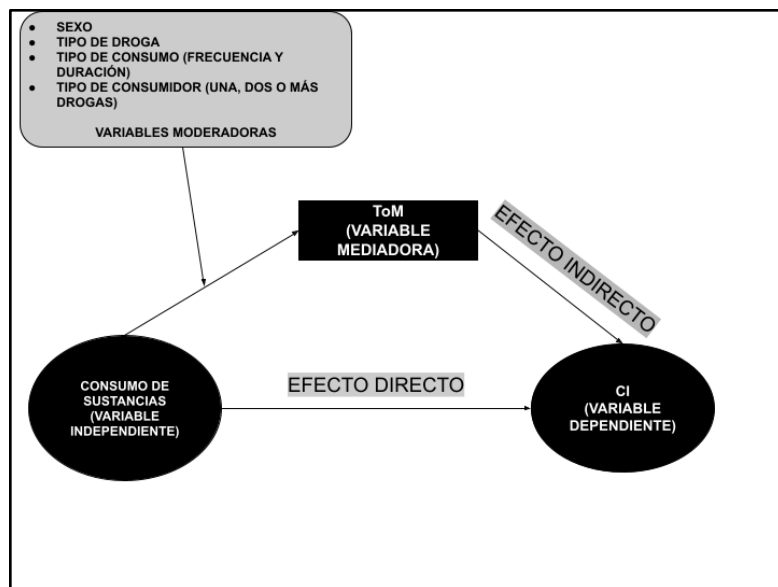 ● SEXO
● TIPO DE DROGA
● TIPO DE CONSUMO (FRECUENCIA Y
DURACIÓN)
● TIPO DE CONSUMIDOR (UNA, DOS O MÁS
DROGAS)
VARIABLES MODERADORAS
ToM
(VARIABLE
MEDIADORA)
EFECTO INDIRECTO
EFECTO DIRECTO
CONSUMO DE
SUSTANCIAS
(VARIABLE
INDEPENDIENTE)
CI
(VARIABLE
DEPENDIENTE)